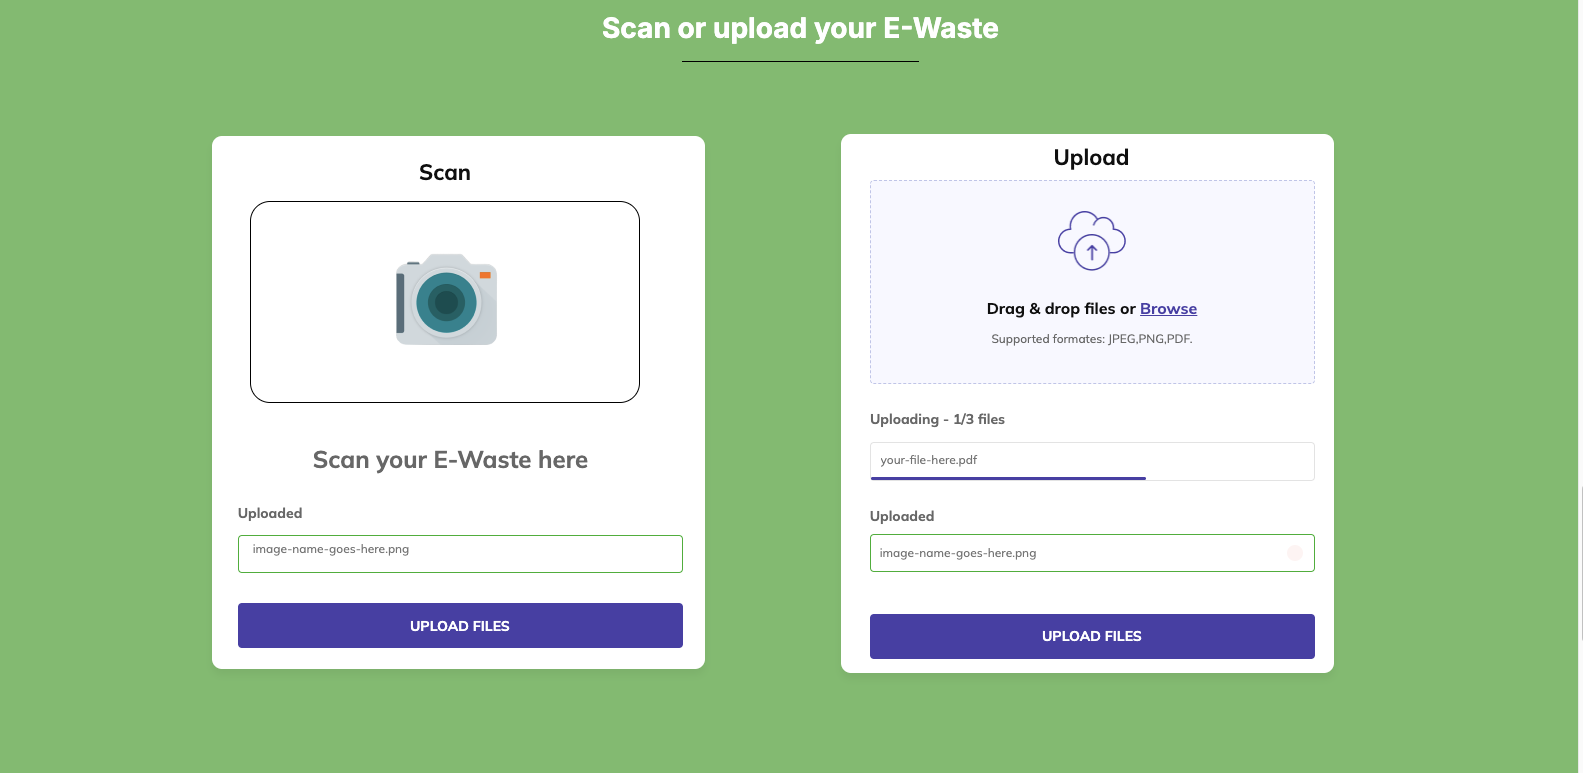 Scan or upload your E-Waste
Scan
Scan your E-Waste here
Uploaded
image-name-goes-here.png
UPLOAD FILES
Upload
Drag & drop files or Browse
Supported formates: JPEG,PNG,PDF.
Uploading - 1/3 files
your-file-here.pdf
Uploaded
image-name-goes-here.png
UPLOAD FILES